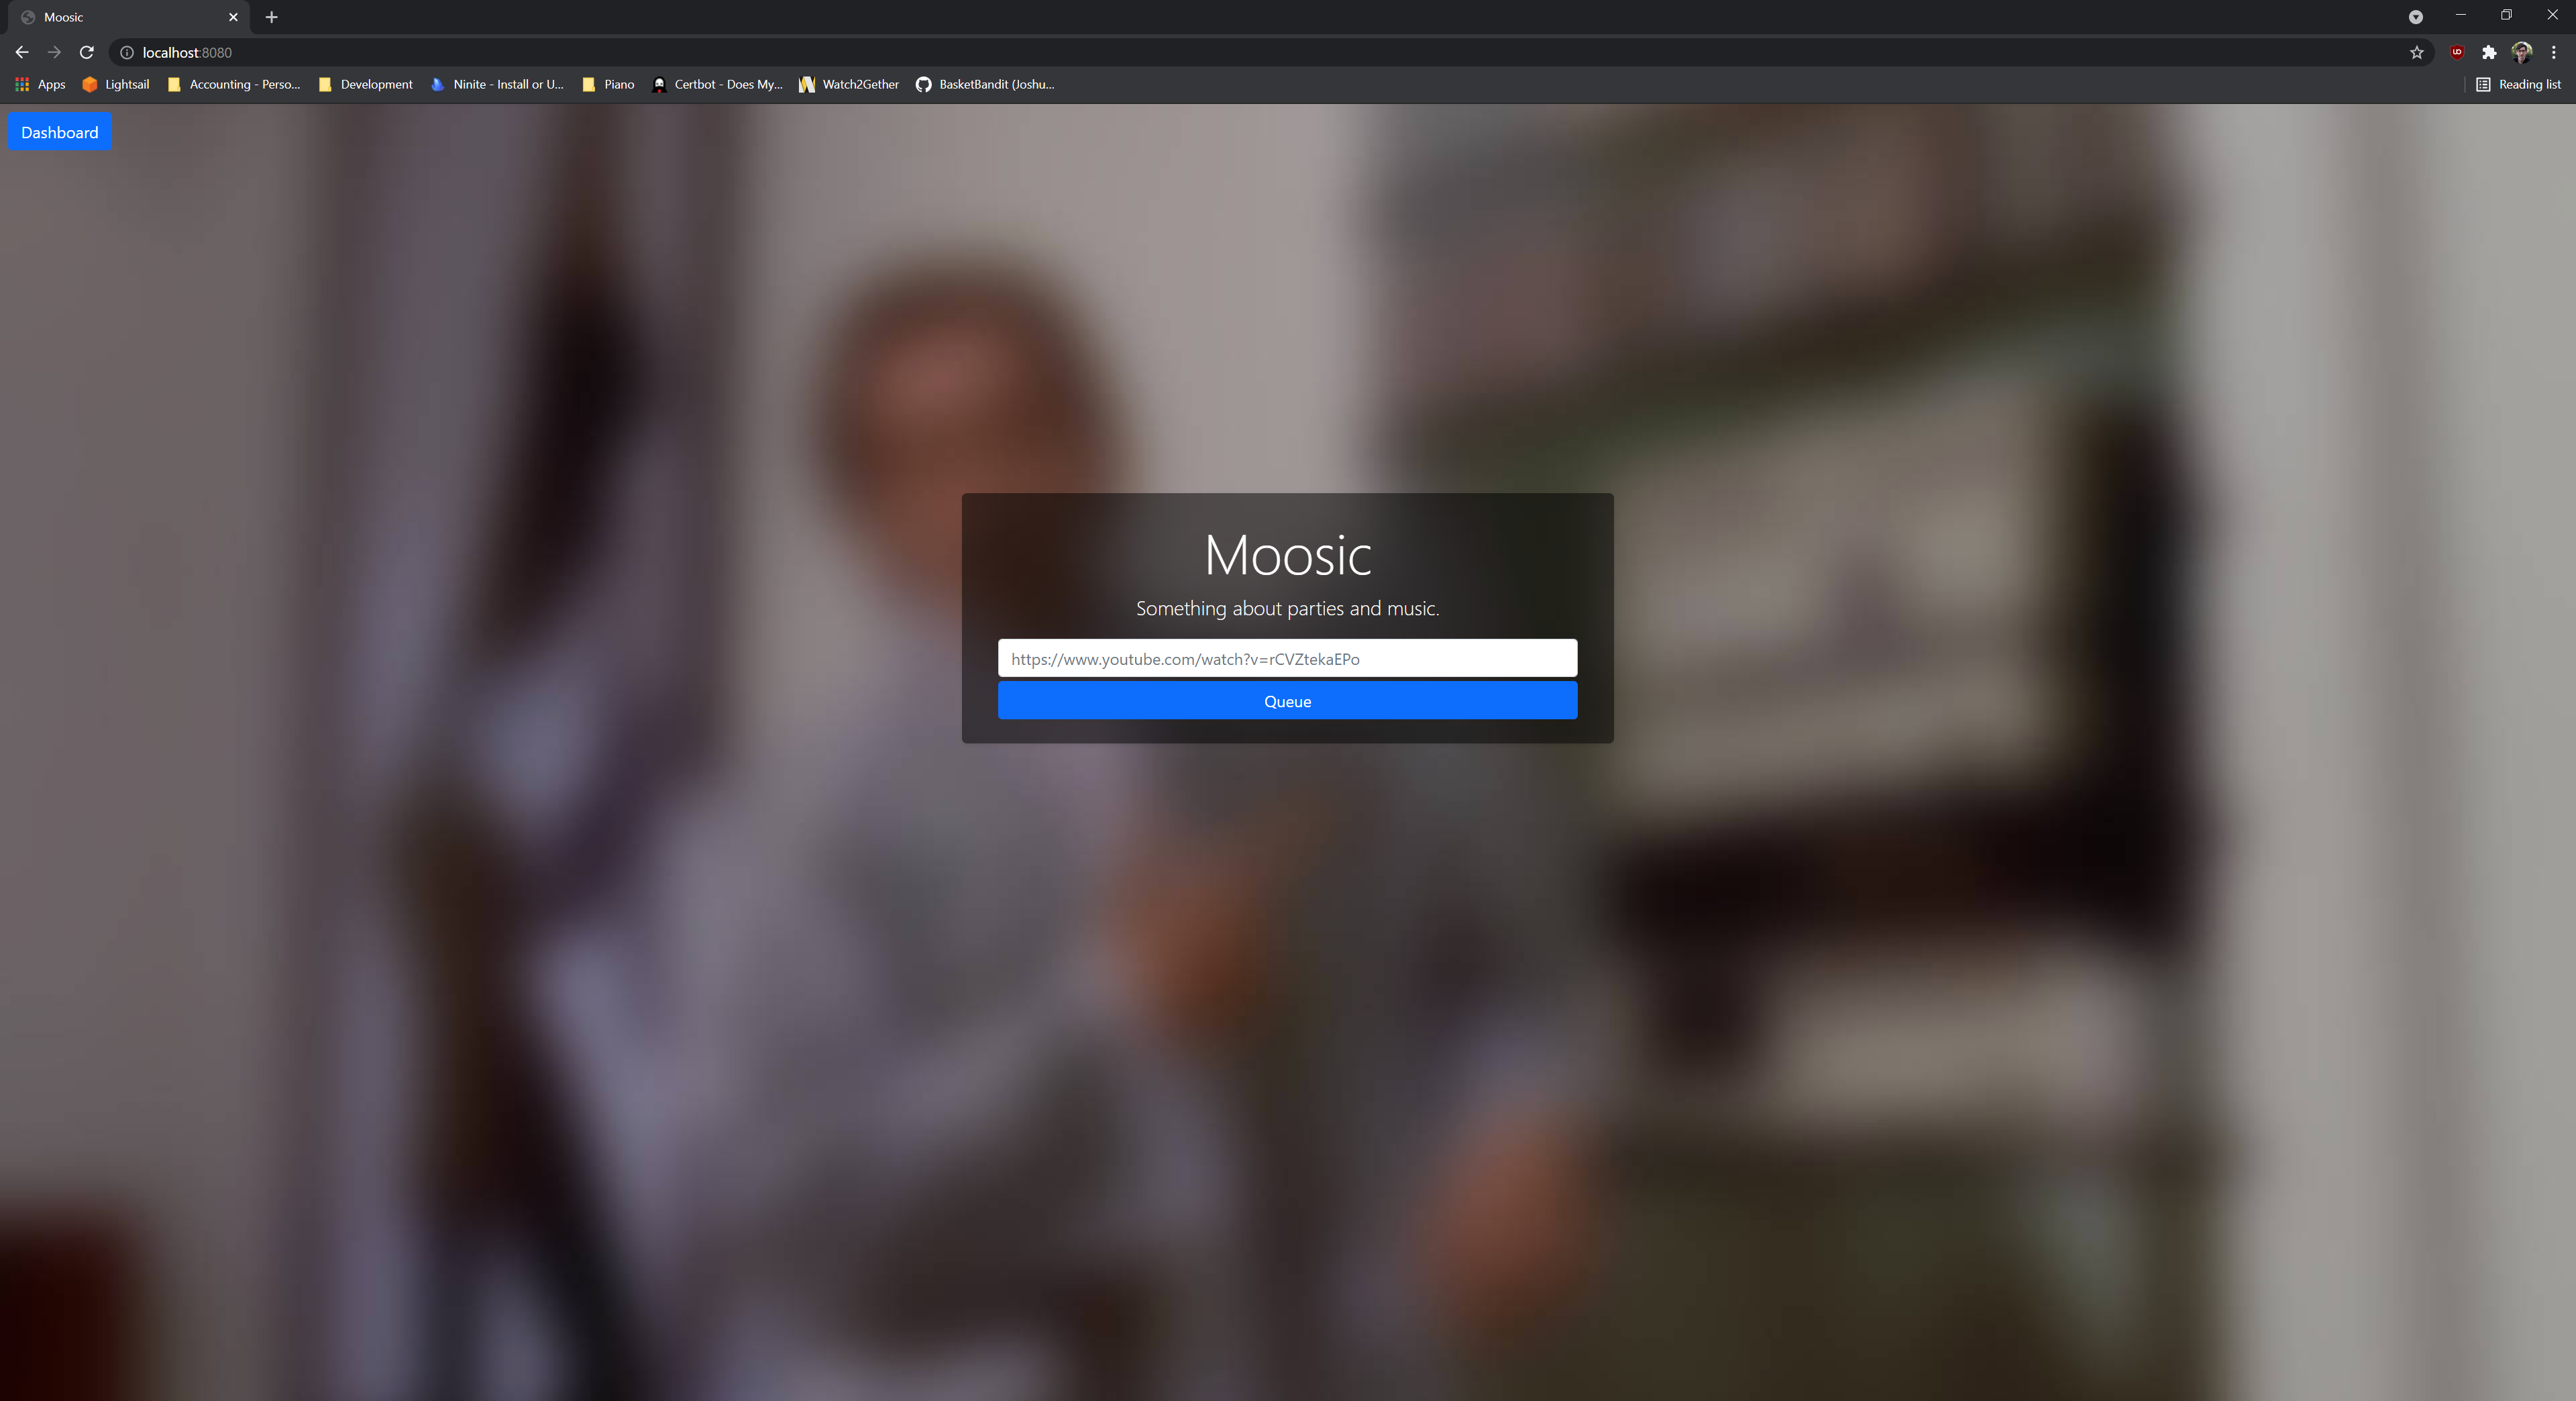 Moosic
localhost:8080
Apps Lightsail Accounting - Perso... Development Ninite - Install or U... Piano Certbot - Does My... Watch2Gether BasketBandit (Joshu... Reading list
Dashboard
Moosic
Something about parties and music.
https://www.youtube.com/watch?v=rCVZtekaEPo
Queue